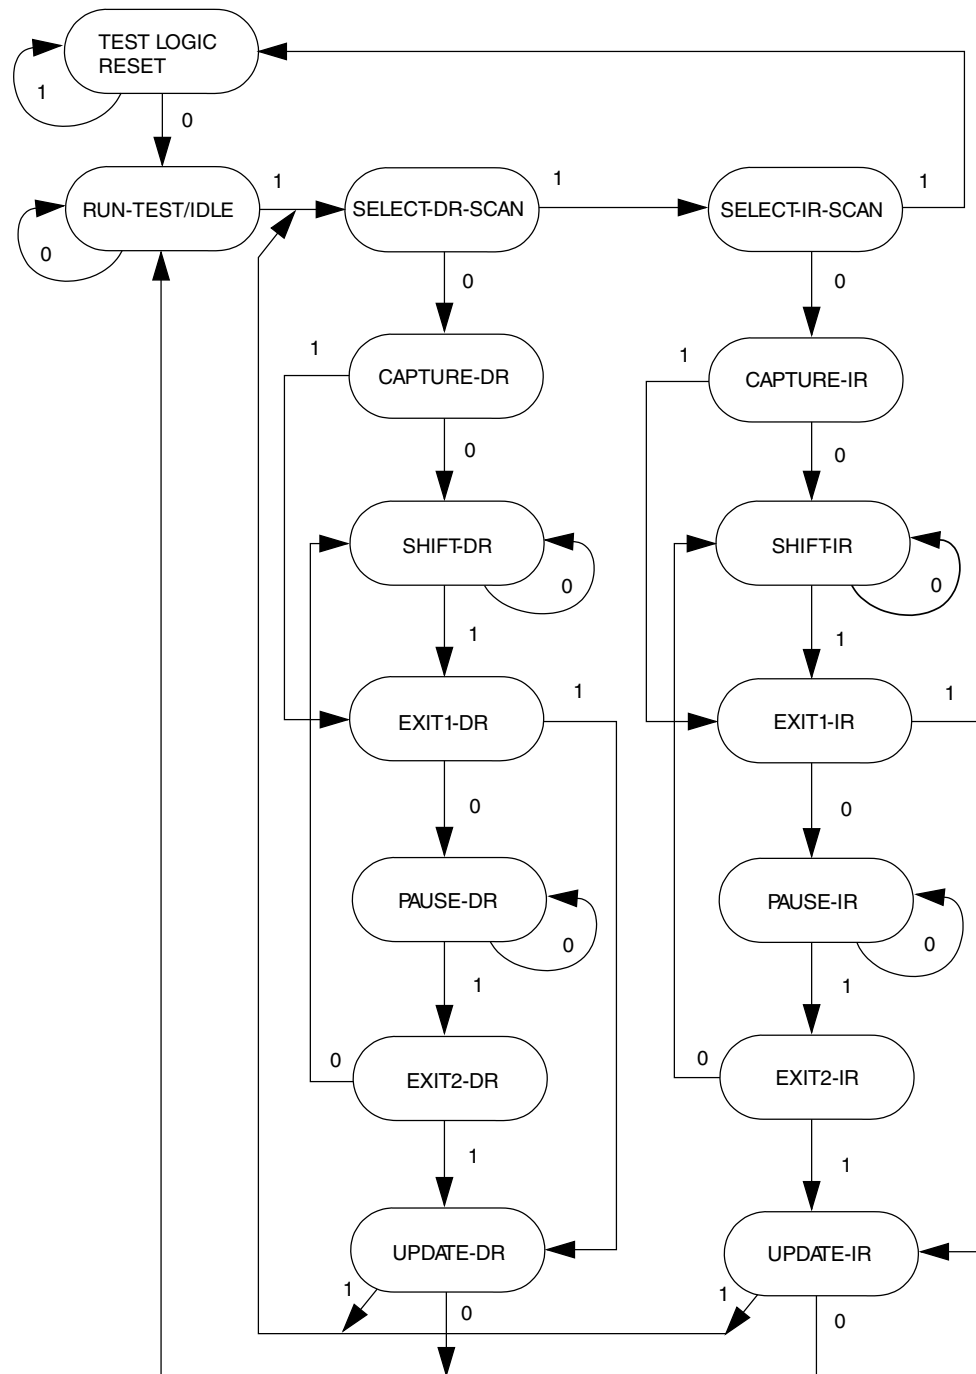 TEST LOGIC
RESET
1
0
RUN-TEST/IDLE
0
1
SELECT-DR-SCAN
1
SELECT-IR-SCAN
1
0
0
1
CAPTURE-DR
1
CAPTURE-IR
0
0
SHIFT-DR
0
SHIFT-IR
0
1
1
EXIT1-DR
1
EXIT1-IR
1
0
0
PAUSE-DR
0
PAUSE-IR
0
1
1
0
EXIT2-DR
0
EXIT2-IR
1
1
UPDATE-DR
UPDATE-IR
1
0
1
0